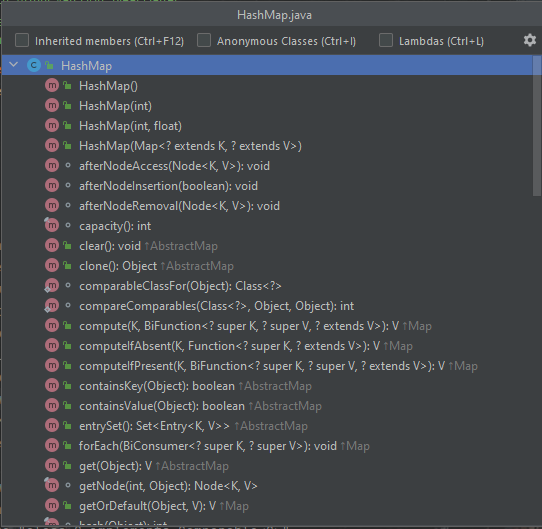 HashMap.java
Inherited members (Ctrl+F12) Anonymous Classes (Ctrl+I) Lambdas (Ctrl+L)
HashMap
HashMap()
HashMap(int)
HashMap(int, float)
HashMap(Map<? extends K, ? extends V>)
afterNodeAccess(Node<K, V>): void
afterNodeInsertion(boolean): void
afterNodeRemoval(Node<K, V>): void
capacity(): int
clear(): void ↑AbstractMap
clone(): Object ↑AbstractMap
comparableClassFor(Object): Class<?>
compareComparables(Class<?>, Object, Object): int
compute(K, BiFunction<? super K, ? super V, ? extends V>): V ↑Map
computeIfAbsent(K, Function<? super K, ? extends V>): V ↑Map
computeIfPresent(K, BiFunction<? super K, ? super V, ? extends V>): V ↑Map
containsKey(Object): boolean ↑AbstractMap
containsValue(Object): boolean ↑AbstractMap
entrySet(): Set<Entry<K, V>> ↑AbstractMap
forEach(BiConsumer<? super K, ? super V>): void ↑Map
get(Object): V ↑AbstractMap
getNode(int, Object): Node<K, V>
getOrDefault(Object, V): V ↑Map
hash(Object): int